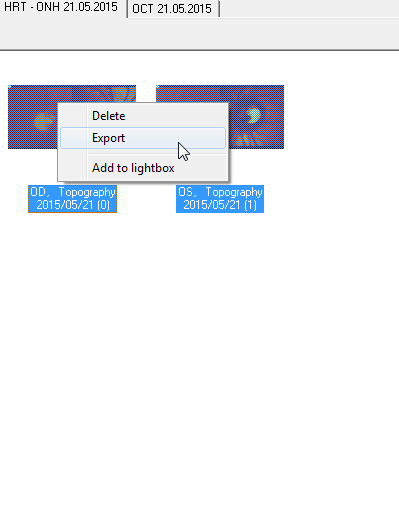 HRT - ONH 21.05.2015
OCT 21.05.2015
Delete
Export
Add to lightbox
OD, Topography
2015/05/21 (0)
OS, Topography
2015/05/21 (1)